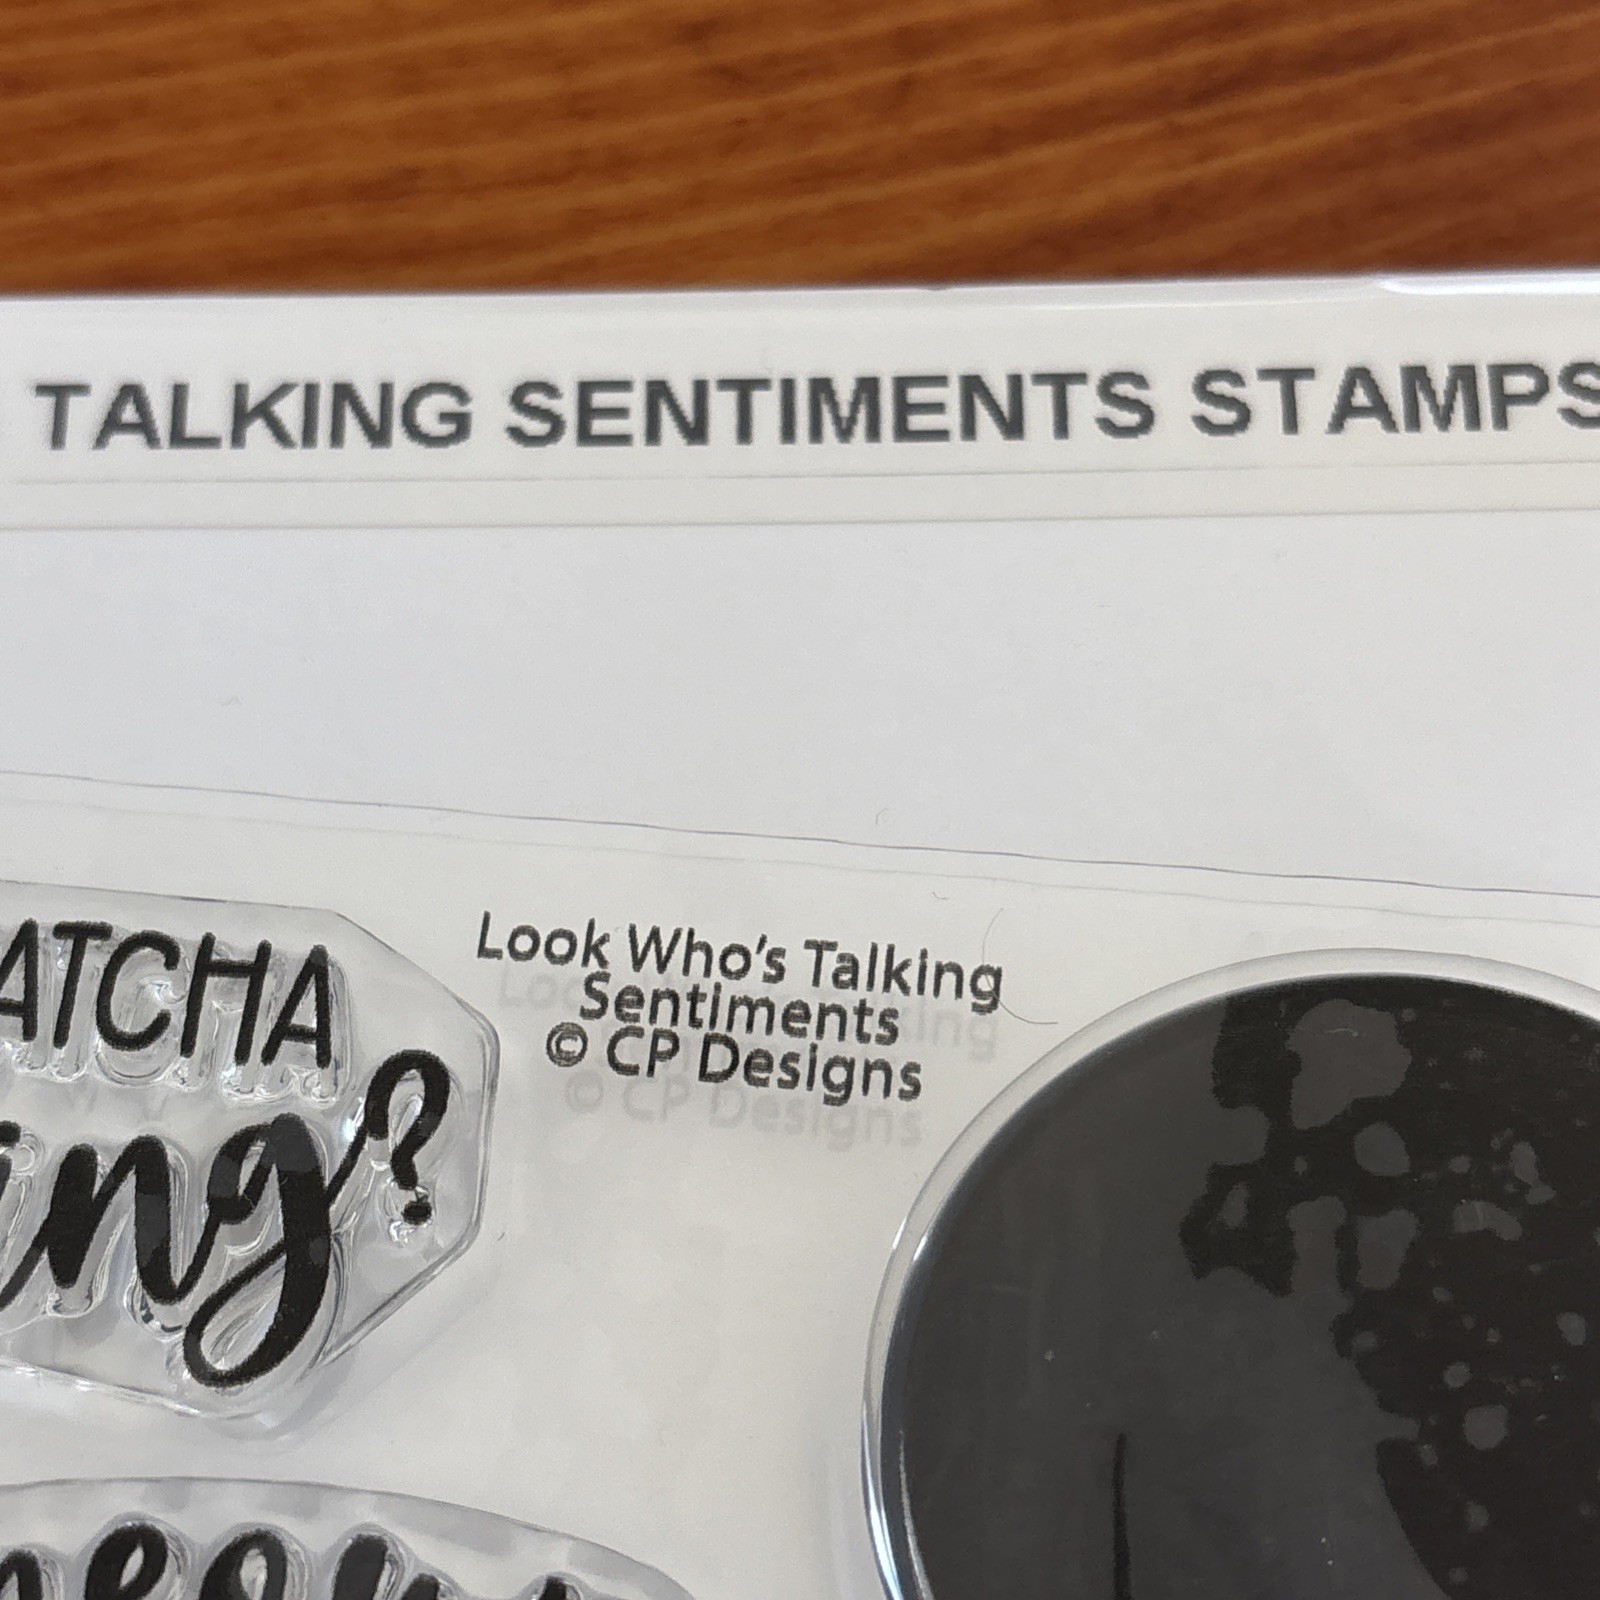 TALKING SENTIMENTS STAMPS
Look Who's Talking
Sentiments
© CP Designs
ATCHA
ing?